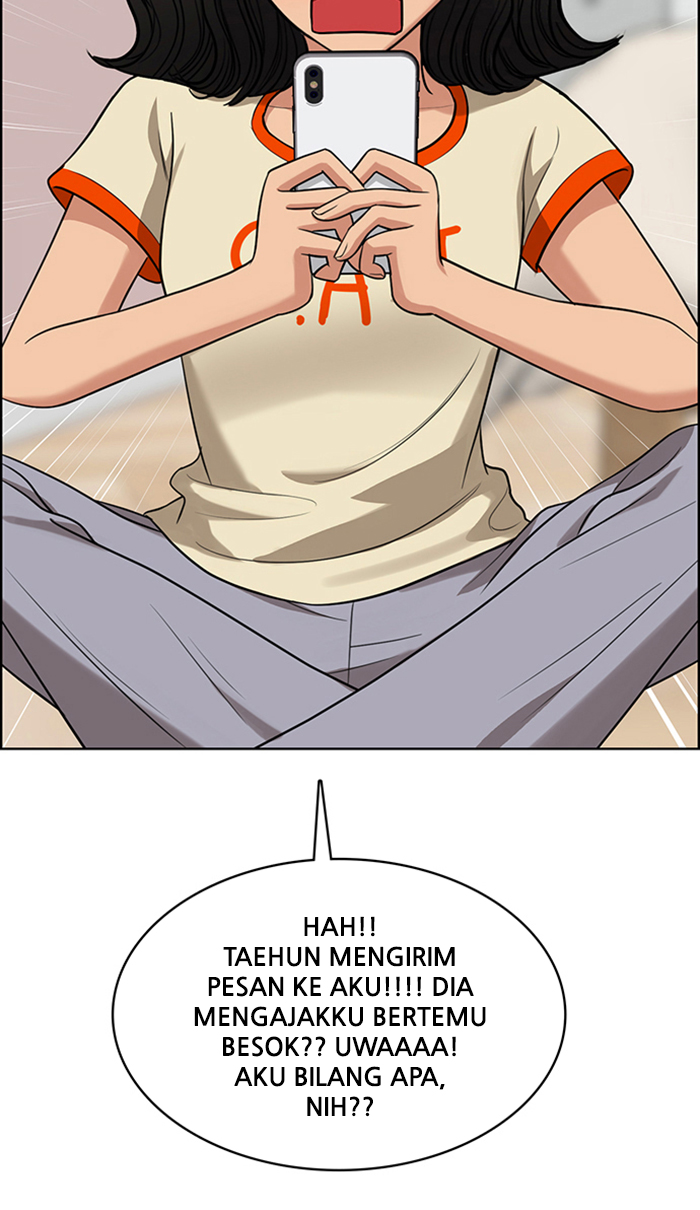 .A
HAH!!
TAEHUN MENGIRIM
PESAN KE AKU!!!! DIA
MENGAJAKKU BERTEMU
BESOK?? UWAAAA!
AKU BILANG APA,
NIH??